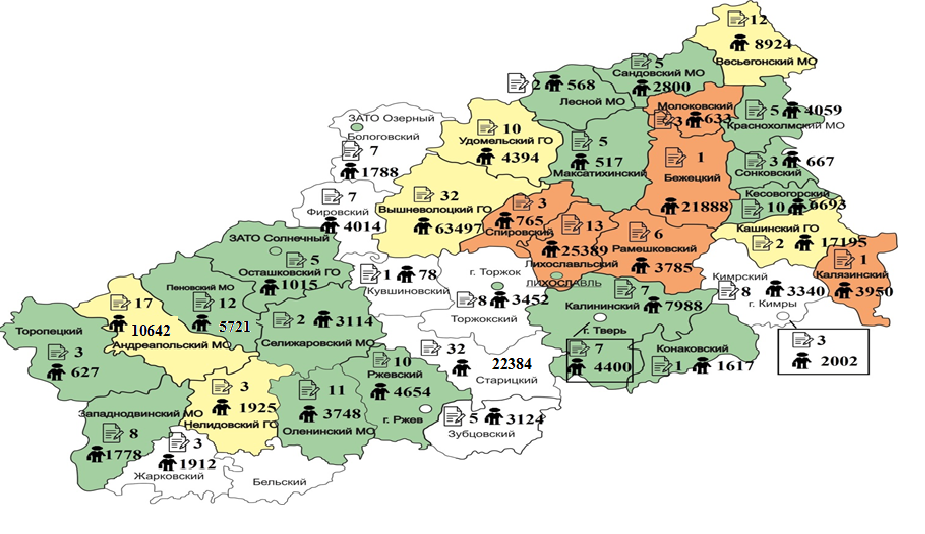 12
8924
Весьегонский МО
5
Сандовский МО
2800
2
568
Лесной МО
Молоковский
3
633
5
4059
Краснохолмский МО
ЗАТО Озерный
Бологовский
7
1788
10
Удомельский ГО
4394
5
517
Максатихинский
1
Бежецкий
21888
3
667
Сонковский
Кесовогорский
10
6693
7
Фировский
4014
32
Вышневолоцкий ГО
63497
3
765
Спировский
13
25389
Лихославльский
6
Рамешковский
3785
Кашинский ГО
2
17195
1
Калязинский
3950
ЗАТО Солнечный
5
Осташковский ГО
1015
1
78
Кувшиновский
г. Торжок
8
3452
Торжокский
ЛИХОСЛАВЛЬ
7
Калининский
7988
г. Тверь
Кимрский
8
3340
г. Кимры
3
2002
Пеновский МО
12
5721
17
10642
Андреапольский МО
2
3114
Селижаровский МО
Торопецкий
3
627
32
22384
Старицкий
7
4400
Конаковский
1
1617
10
Ржевский
4654
г. Ржев
3
1925
Нелидовский ГО
11
3748
Оленинский МО
5
3124
Зубцовский
Западнодвинский МО
8
1778
3
1912
Жарковский
Бельский